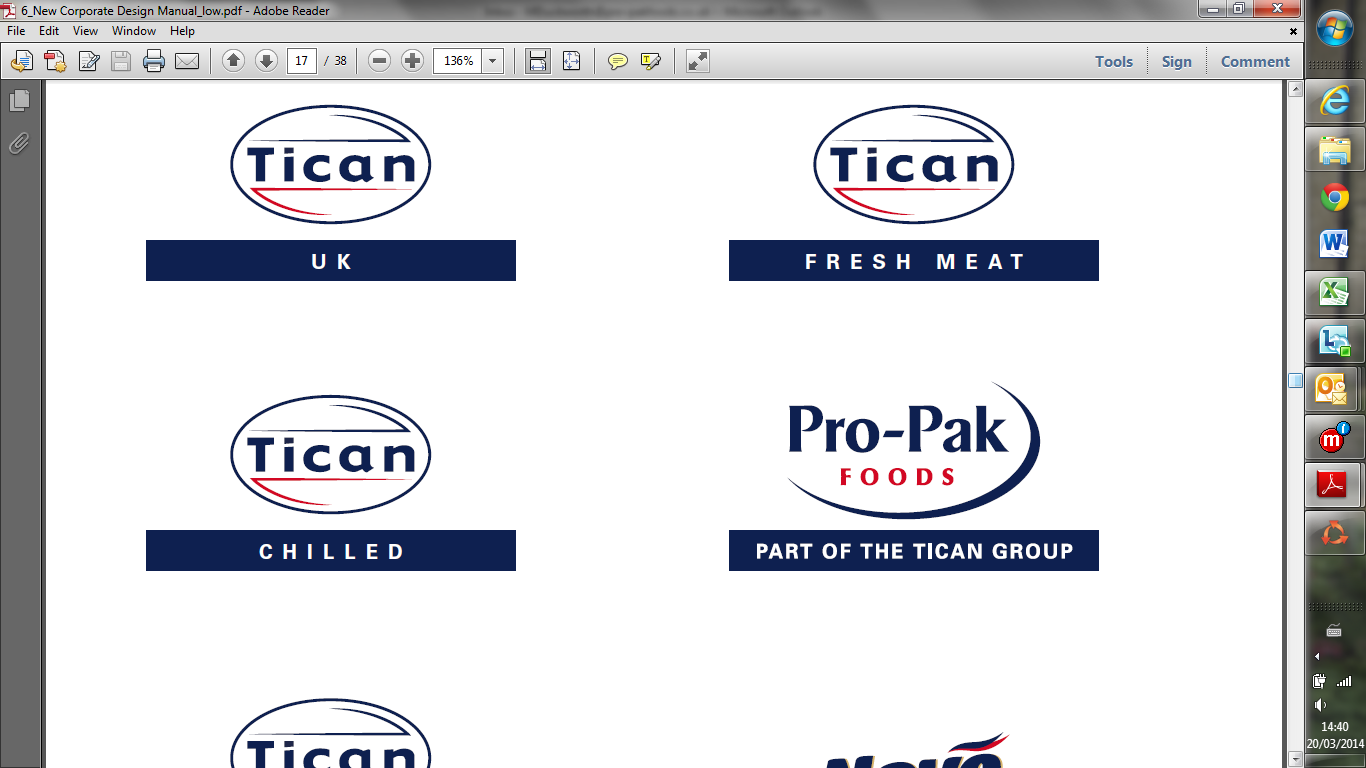 6_New Corporate Design Manual_low.pdf - Adobe Reader
File Edit View Window Help
17 / 38 136% Tools Sign Comment
Tican
UK
Tican
FRESH MEAT
Tican
CHILLED
Pro-Pak
FOODS
PART OF THE TICAN GROUP
Tican
14:40
20/03/2014